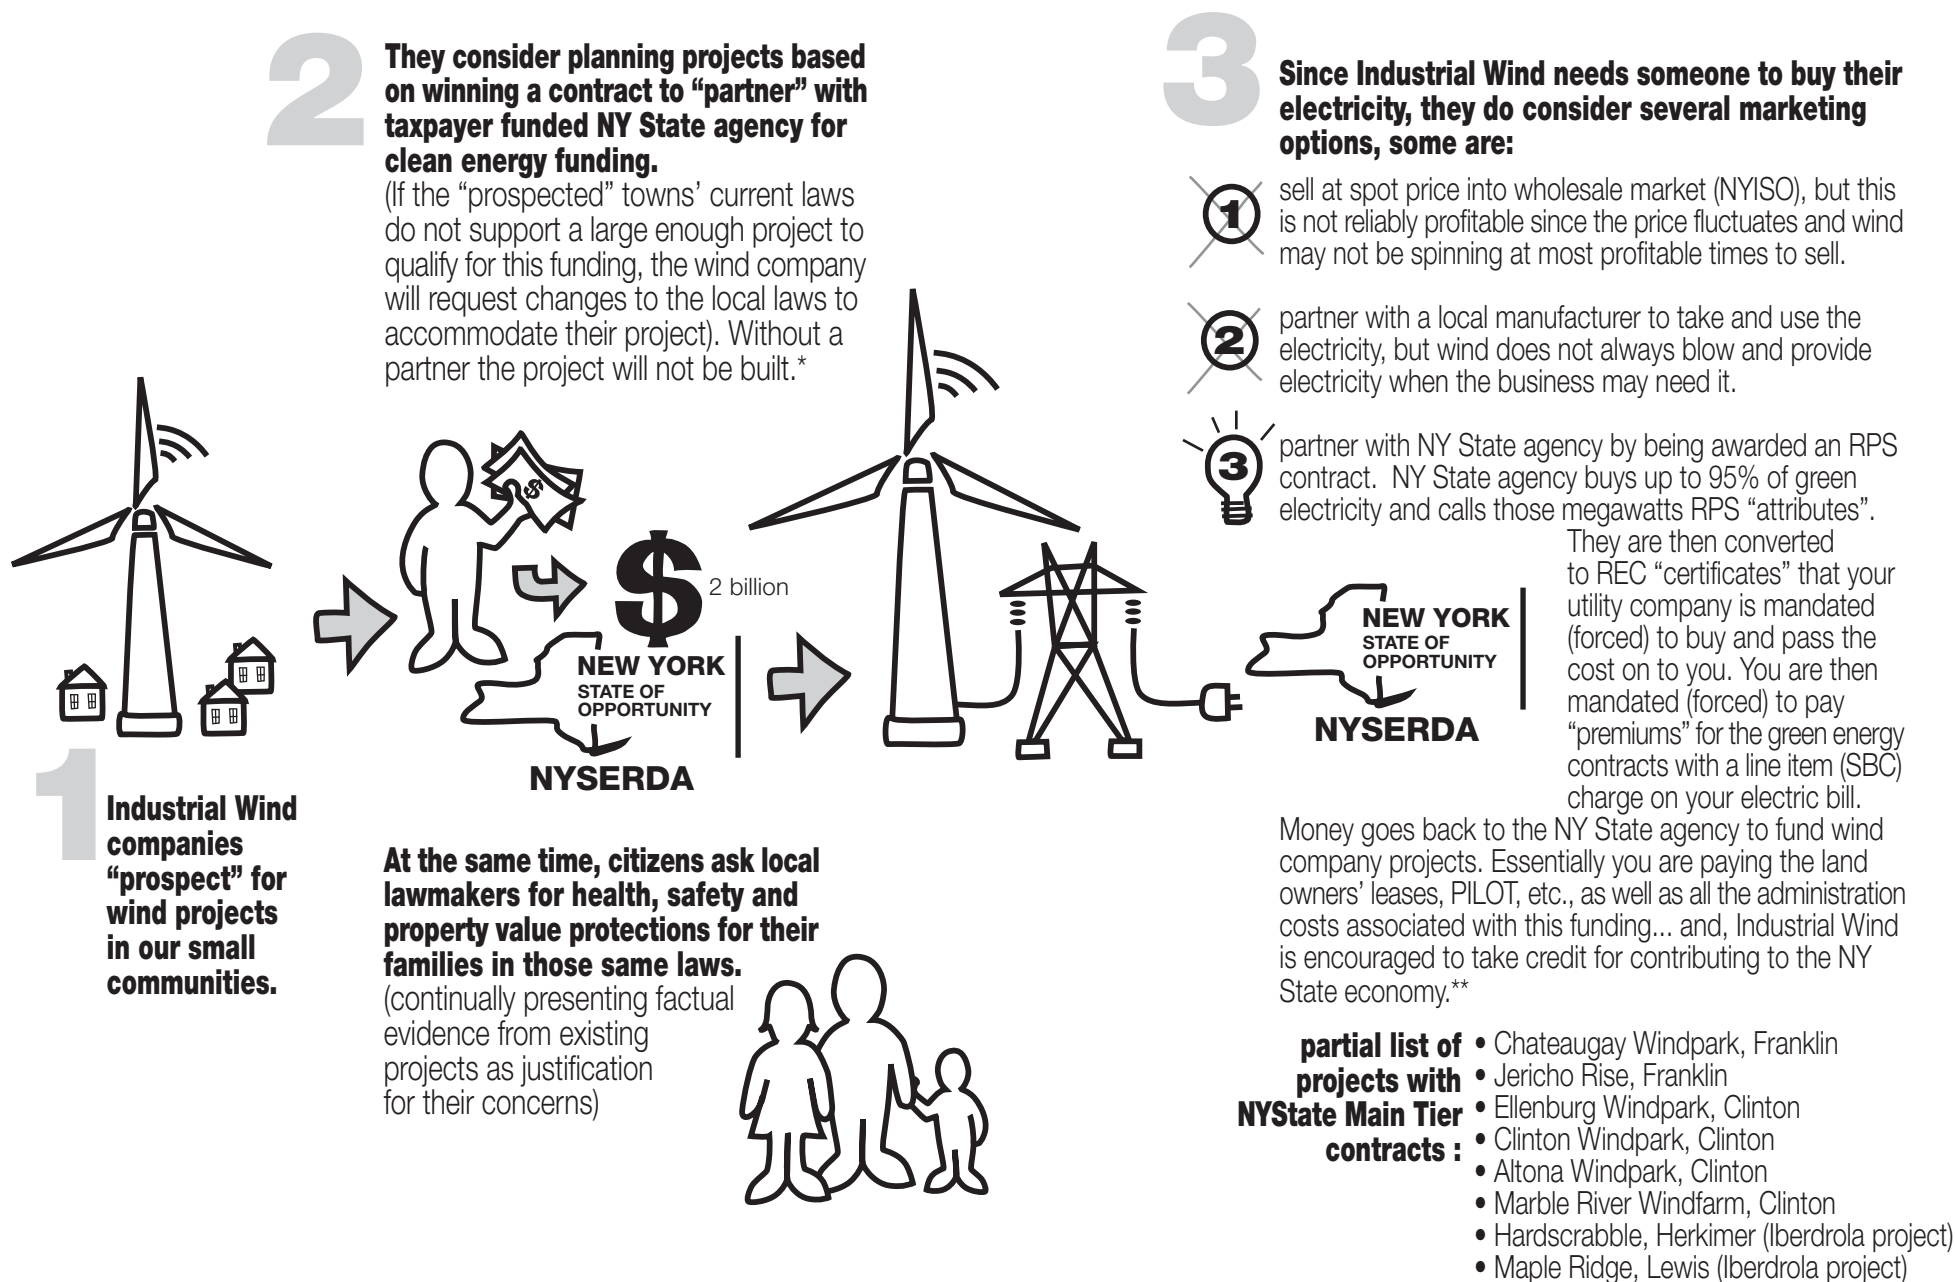 1
Industrial Wind
companies
“prospect” for
wind projects
in our small
communities.
2
They consider planning projects based
on winning a contract to “partner” with
taxpayer funded NY State agency for
clean energy funding.
(If the “prospected” towns’ current laws
do not support a large enough project to
qualify for this funding, the wind company
will request changes to the local laws to
accommodate their project). Without a
partner the project will not be built.*
$
$ 2 billion
NEW YORK
STATE OF
OPPORTUNITY
NYSERDA
At the same time, citizens ask local
lawmakers for health, safety and
property value protections for their
families in those same laws.
(continually presenting factual
evidence from existing
projects as justification
for their concerns)
3
Since Industrial Wind needs someone to buy their
electricity, they do consider several marketing
options, some are:
1
sell at spot price into wholesale market (NYISO), but this
is not reliably profitable since the price fluctuates and wind
may not be spinning at most profitable times to sell.
2
partner with a local manufacturer to take and use the
electricity, but wind does not always blow and provide
electricity when the business may need it.
3
partner with NY State agency by being awarded an RPS
contract.  NY State agency buys up to 95% of green
electricity and calls those megawatts RPS “attributes”.
They are then converted
to REC “certificates” that your
utility company is mandated
(forced) to buy and pass the
cost on to you. You are then
mandated (forced) to pay
“premiums” for the green energy
contracts with a line item (SBC)
charge on your electric bill.
NEW YORK
STATE OF
OPPORTUNITY
NYSERDA
Money goes back to the NY State agency to fund wind
company projects. Essentially you are paying the land
owners’ leases, PILOT, etc., as well as all the administration
costs associated with this funding... and, Industrial Wind
is encouraged to take credit for contributing to the NY
State economy.**
partial list of
projects with
NYState Main Tier
contracts :
• Chateaugay Windpark, Franklin
• Jericho Rise, Franklin
• Ellenburg Windpark, Clinton
• Clinton Windpark, Clinton
• Altona Windpark, Clinton
• Marble River Windfarm, Clinton
• Hardscrabble, Herkimer (Iberdrola project)
• Maple Ridge, Lewis (Iberdrola project)